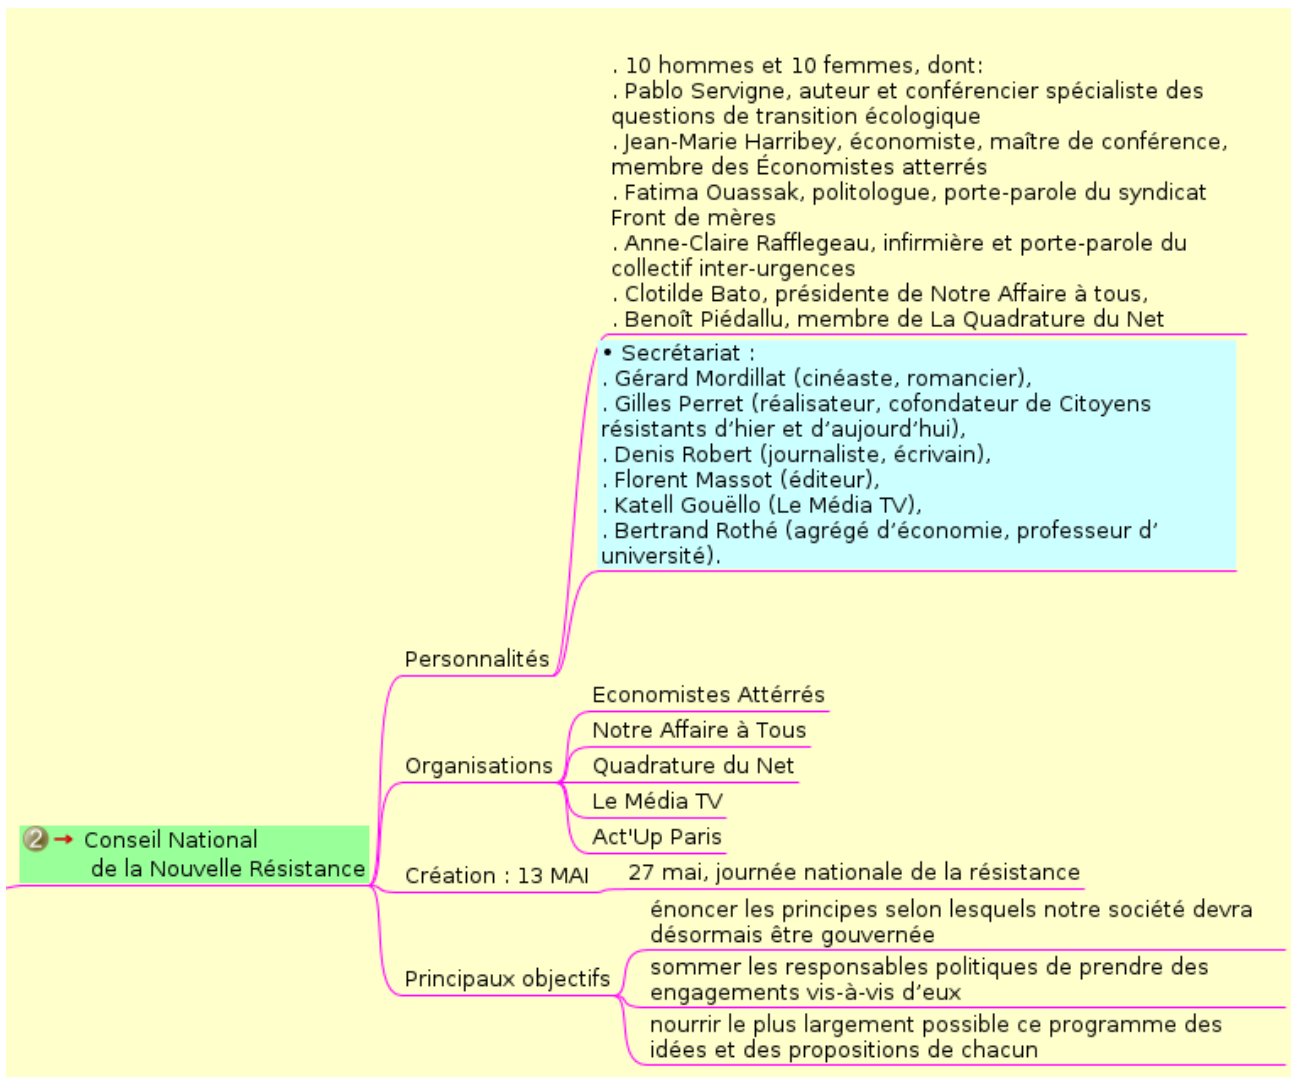 . 10 hommes et 10 femmes, dont:
. Pablo Servigne, auteur et conférencier spécialiste des
questions de transition écologique
. Jean-Marie Harribey, économiste, maître de conférence,
membre des Économistes atterrés
. Fatima Ouassak, politologue, porte-parole du syndicat
Front de mères
. Anne-Claire Rafflegeau, infirmière et porte-parole du
collectif inter-urgences
. Clotilde Bato, présidente de Notre Affaire à tous,
. Benoît Piédallu, membre de La Quadrature du Net
• Secrétariat :
. Gérard Mordillat (cinéaste, romancier),
. Gilles Perret (réalisateur, cofondateur de Citoyens
résistants d’hier et d’aujourd’hui),
. Denis Robert (journaliste, écrivain),
. Florent Massot (éditeur),
. Katell Gouëllo (Le Média TV),
. Bertrand Rothé (agrégé d’économie, professeur d’
université).
Personnalités
Economistes Attérrés
Notre Affaire à Tous
Organisations
Quadrature du Net
Le Média TV
Act'Up Paris
2 → Conseil National
de la Nouvelle Résistance
Création : 13 MAI
27 mai, journée nationale de la résistance
énoncer les principes selon lesquels notre société devra
désormais être gouvernée
Principaux objectifs
sommer les responsables politiques de prendre des
engagements vis-à-vis d’eux
nourrir le plus largement possible ce programme des
idées et des propositions de chacun